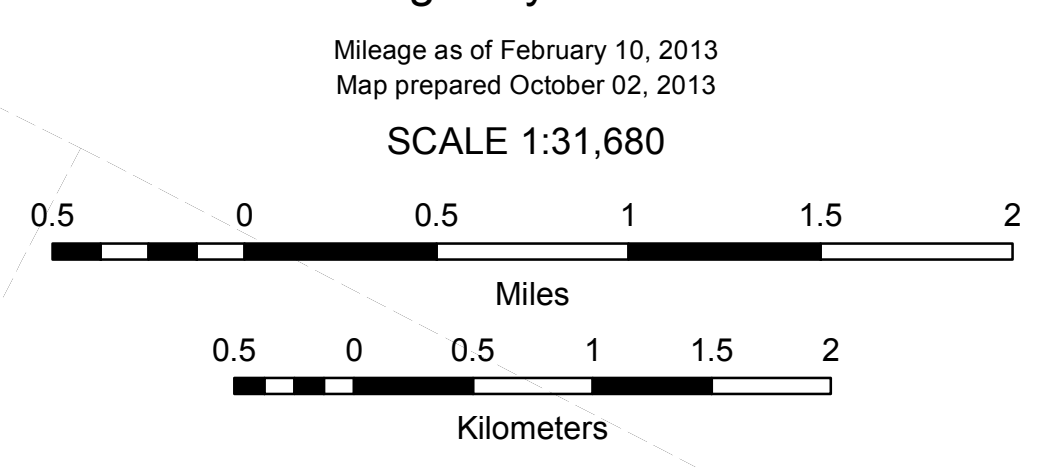 Mileage as of February 10, 2013
Map prepared October 02, 2013
SCALE 1:31,680
0.5 0 0.5 1 1.5 2
Miles
0.5 0 0.5 1 1.5 2
Kilometers